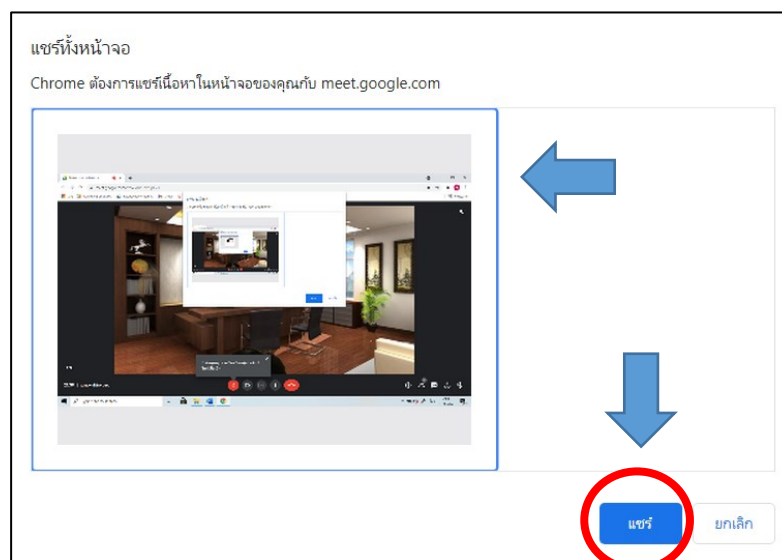 แชร์ทั้งหน้าจอ
Chrome ต้องการแชร์เนื้อหาในหน้าจอของคุณกับ meet.google.com
แชร์
ยกเลิก